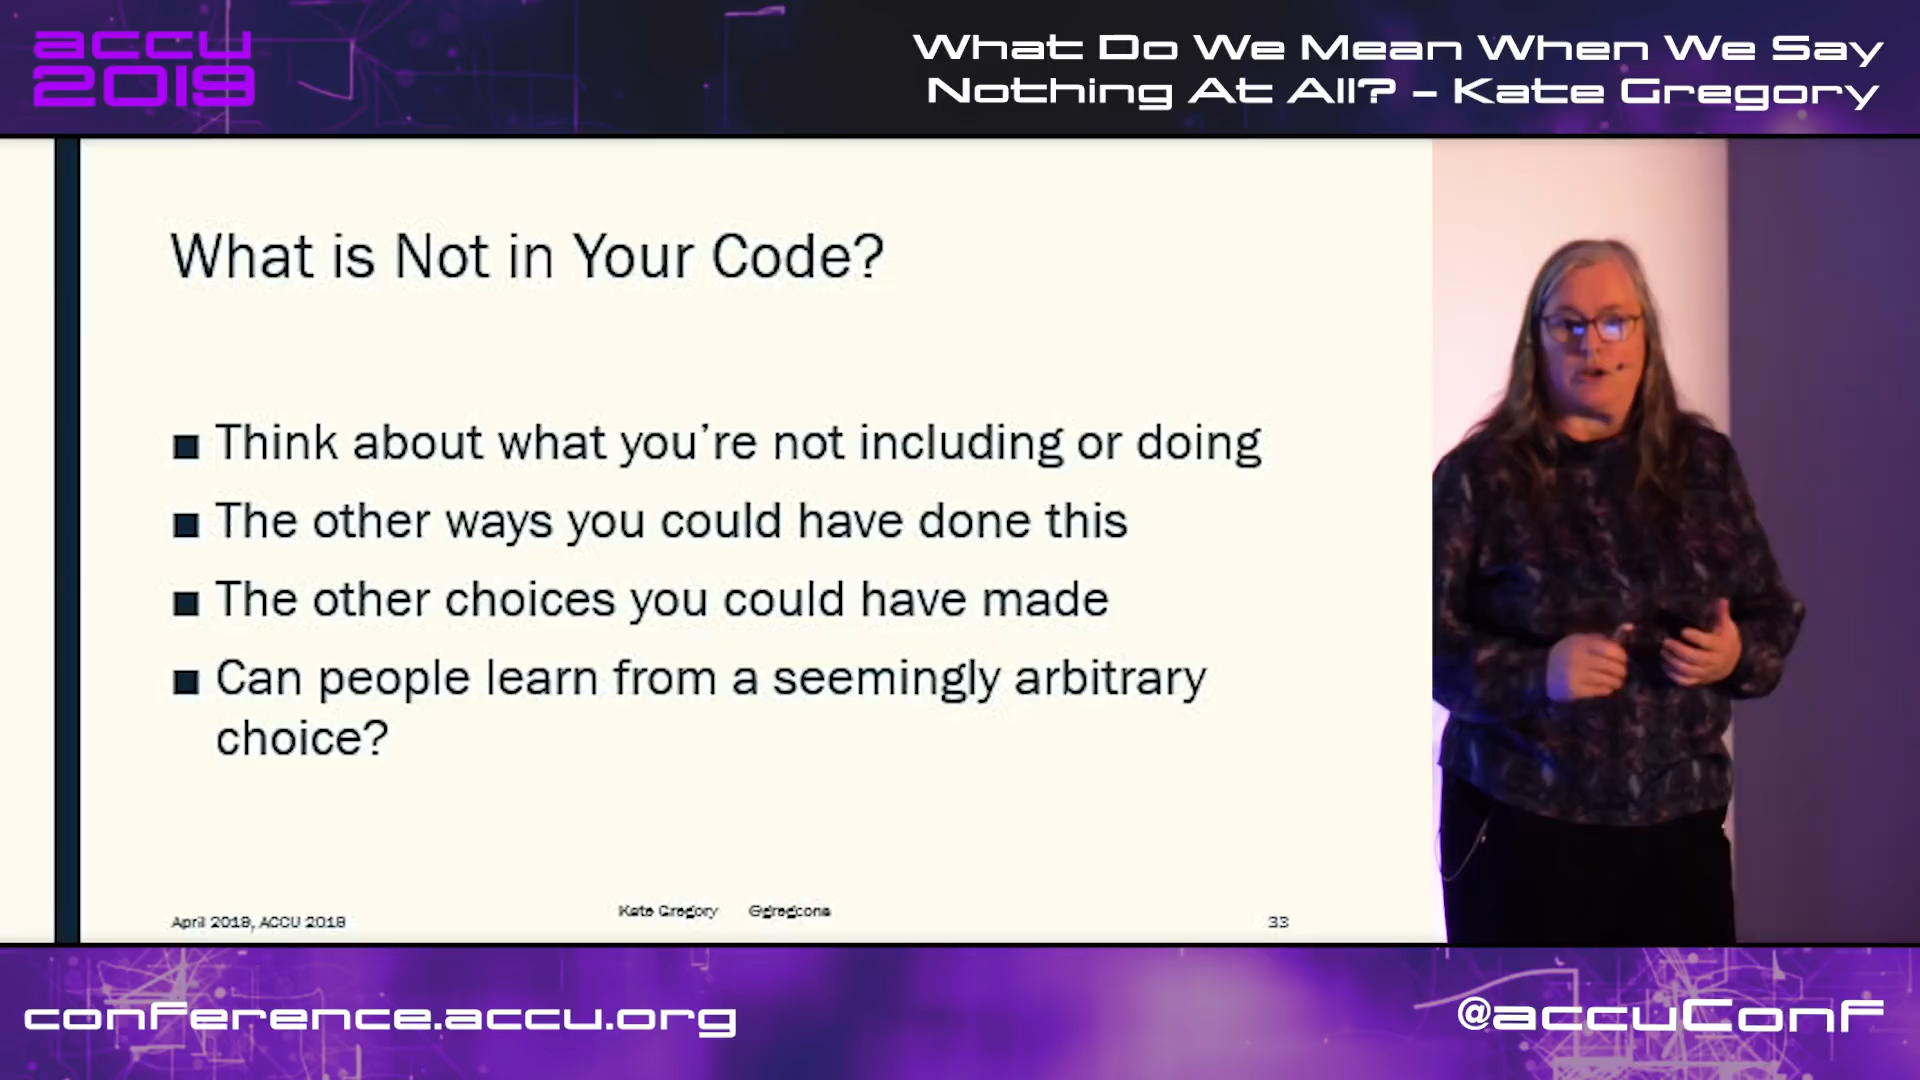 accu
2019
What Do We Mean When We Say
Nothing At All? - Kate Gregory
What is Not in Your Code?
■ Think about what you're not including or doing
■ The other ways you could have done this
■ The other choices you could have made
■ Can people learn from a seemingly arbitrary
choice?
April 2019, ACCU 2019
Kate Gregory @gregcons
33
conference.accu.org
@accuConf